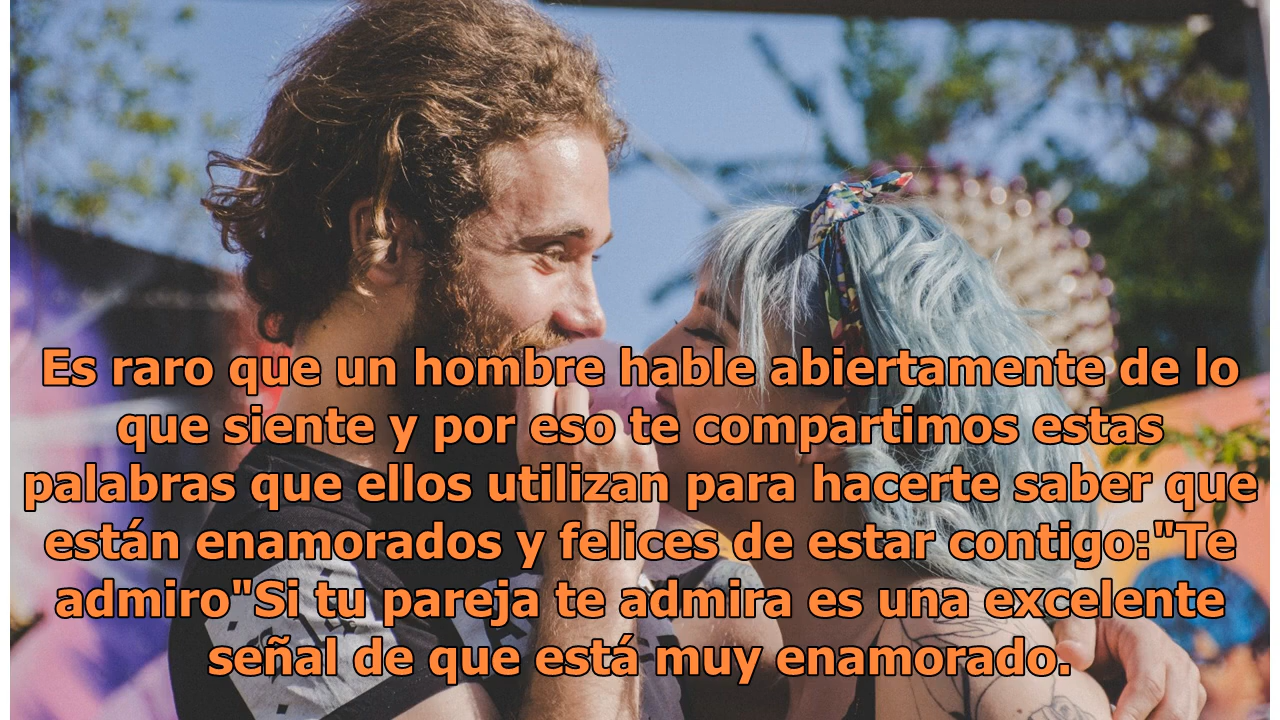 Es raro que un hombre hable abiertamente de lo
que siente y por eso te compartimos estas
palabras que ellos utilizan para hacerte saber que
están enamorados y felices de estar contigo:"Te
admiro"Si tu pareja te admira es una excelente
señal de que está muy enamorado.